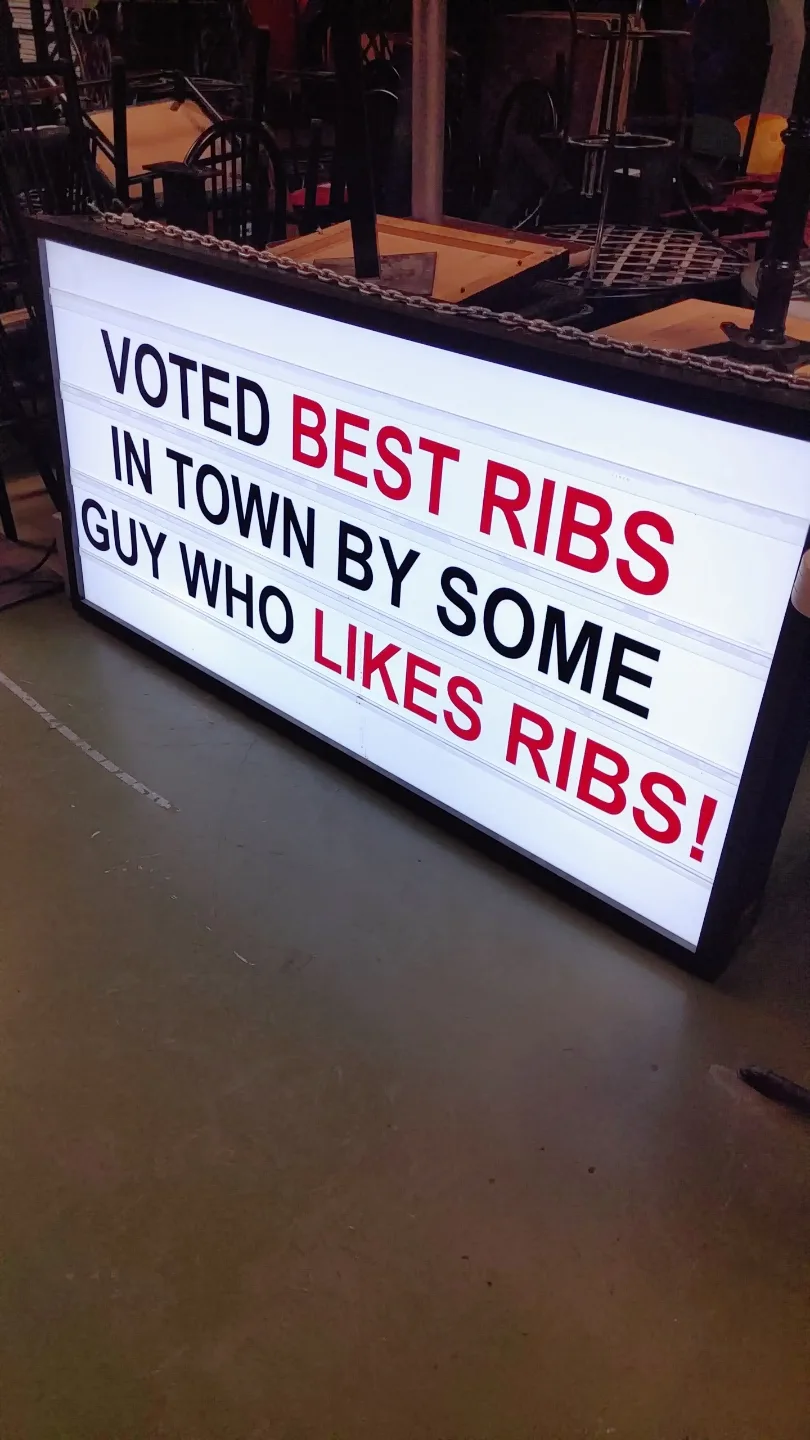 VOTED BEST RIBS
IN TOWN BY SOME
GUY WHO LIKES RIBS!